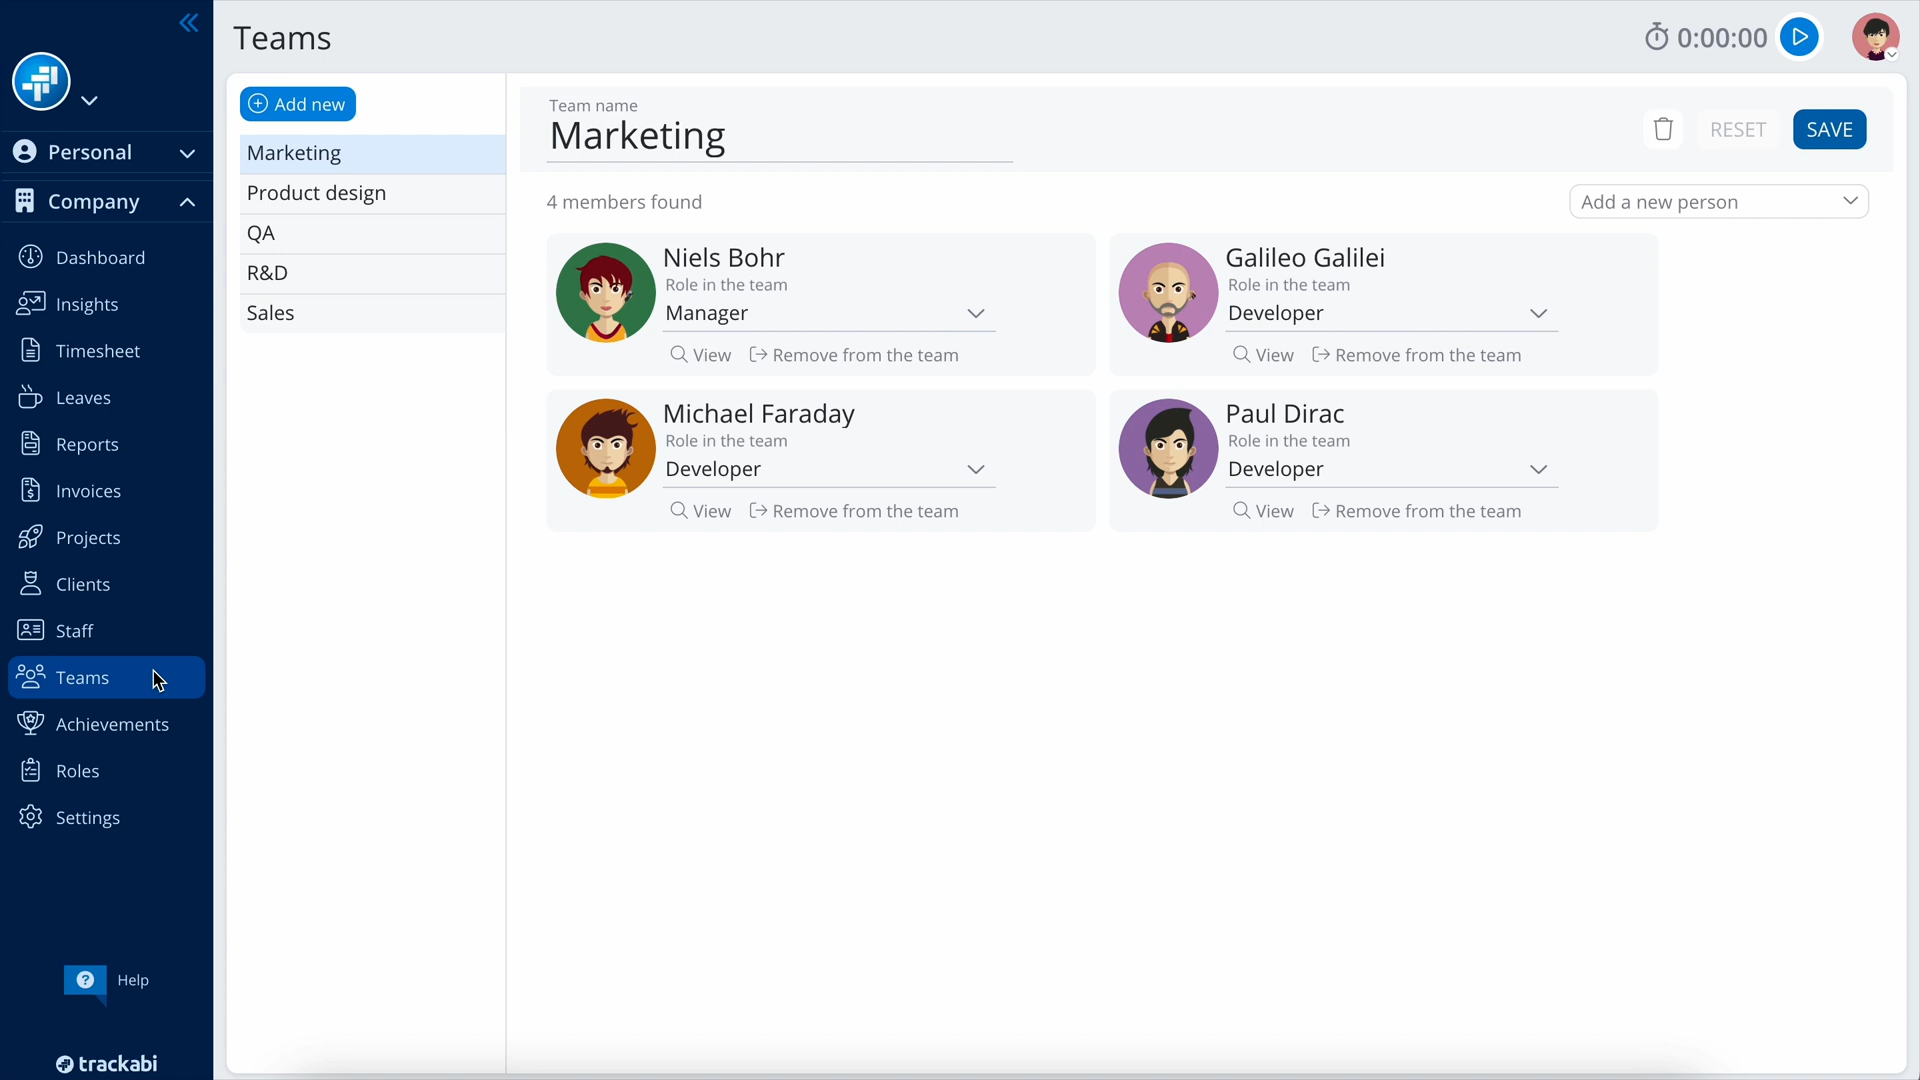 Teams
0:00:00
Personal
Company
Dashboard
Insights
Timesheet
Leaves
Reports
Invoices
Projects
Clients
Staff
Teams
Achievements
Roles
Settings
Help
trackabi
Add new
Marketing
Product design
QA
R&D
Sales
Team name
Marketing
RESET
SAVE
4 members found
Add a new person
Niels Bohr
Role in the team
Manager
View
Remove from the team
Galileo Galilei
Role in the team
Developer
View
Remove from the team
Michael Faraday
Role in the team
Developer
View
Remove from the team
Paul Dirac
Role in the team
Developer
View
Remove from the team